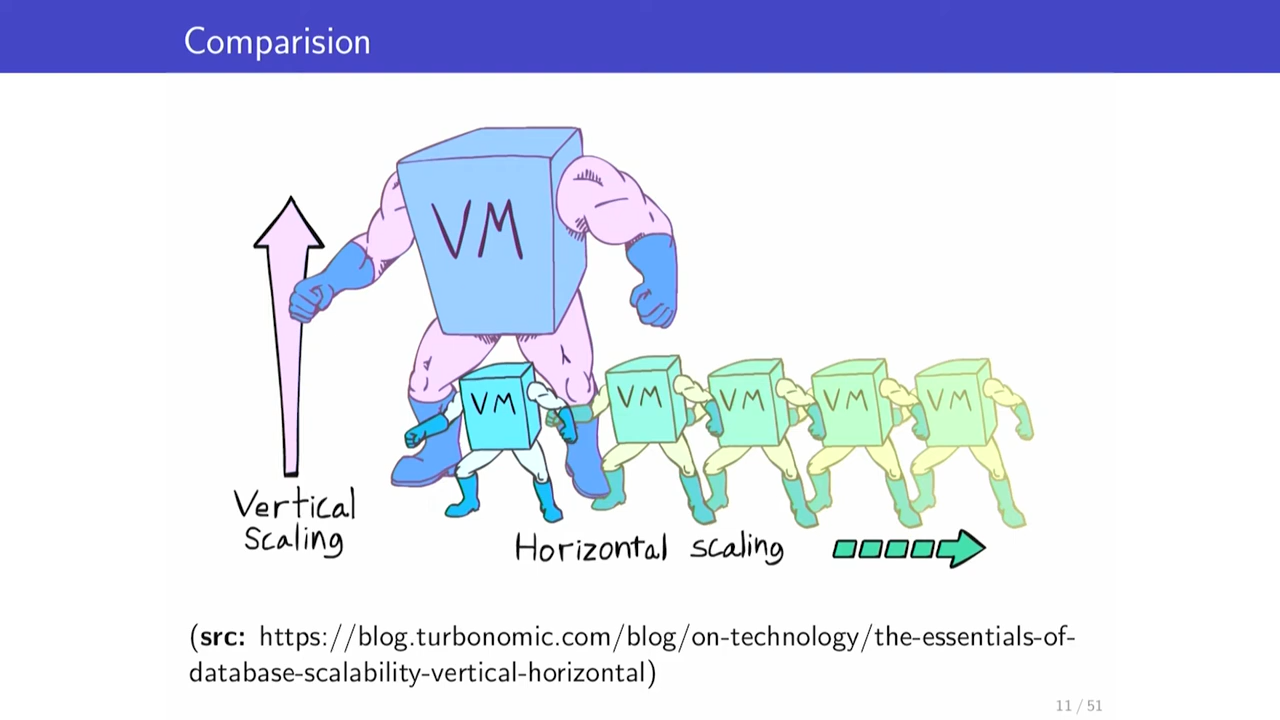 Comparision
VM
VM
VM
VM
VM
VM
Vertical
Scaling
Horizontal scaling
(src: https://blog.turbonomic.com/blog/on-technology/the-essentials-of-
database-scalability-vertical-horizontal)
11 / 51